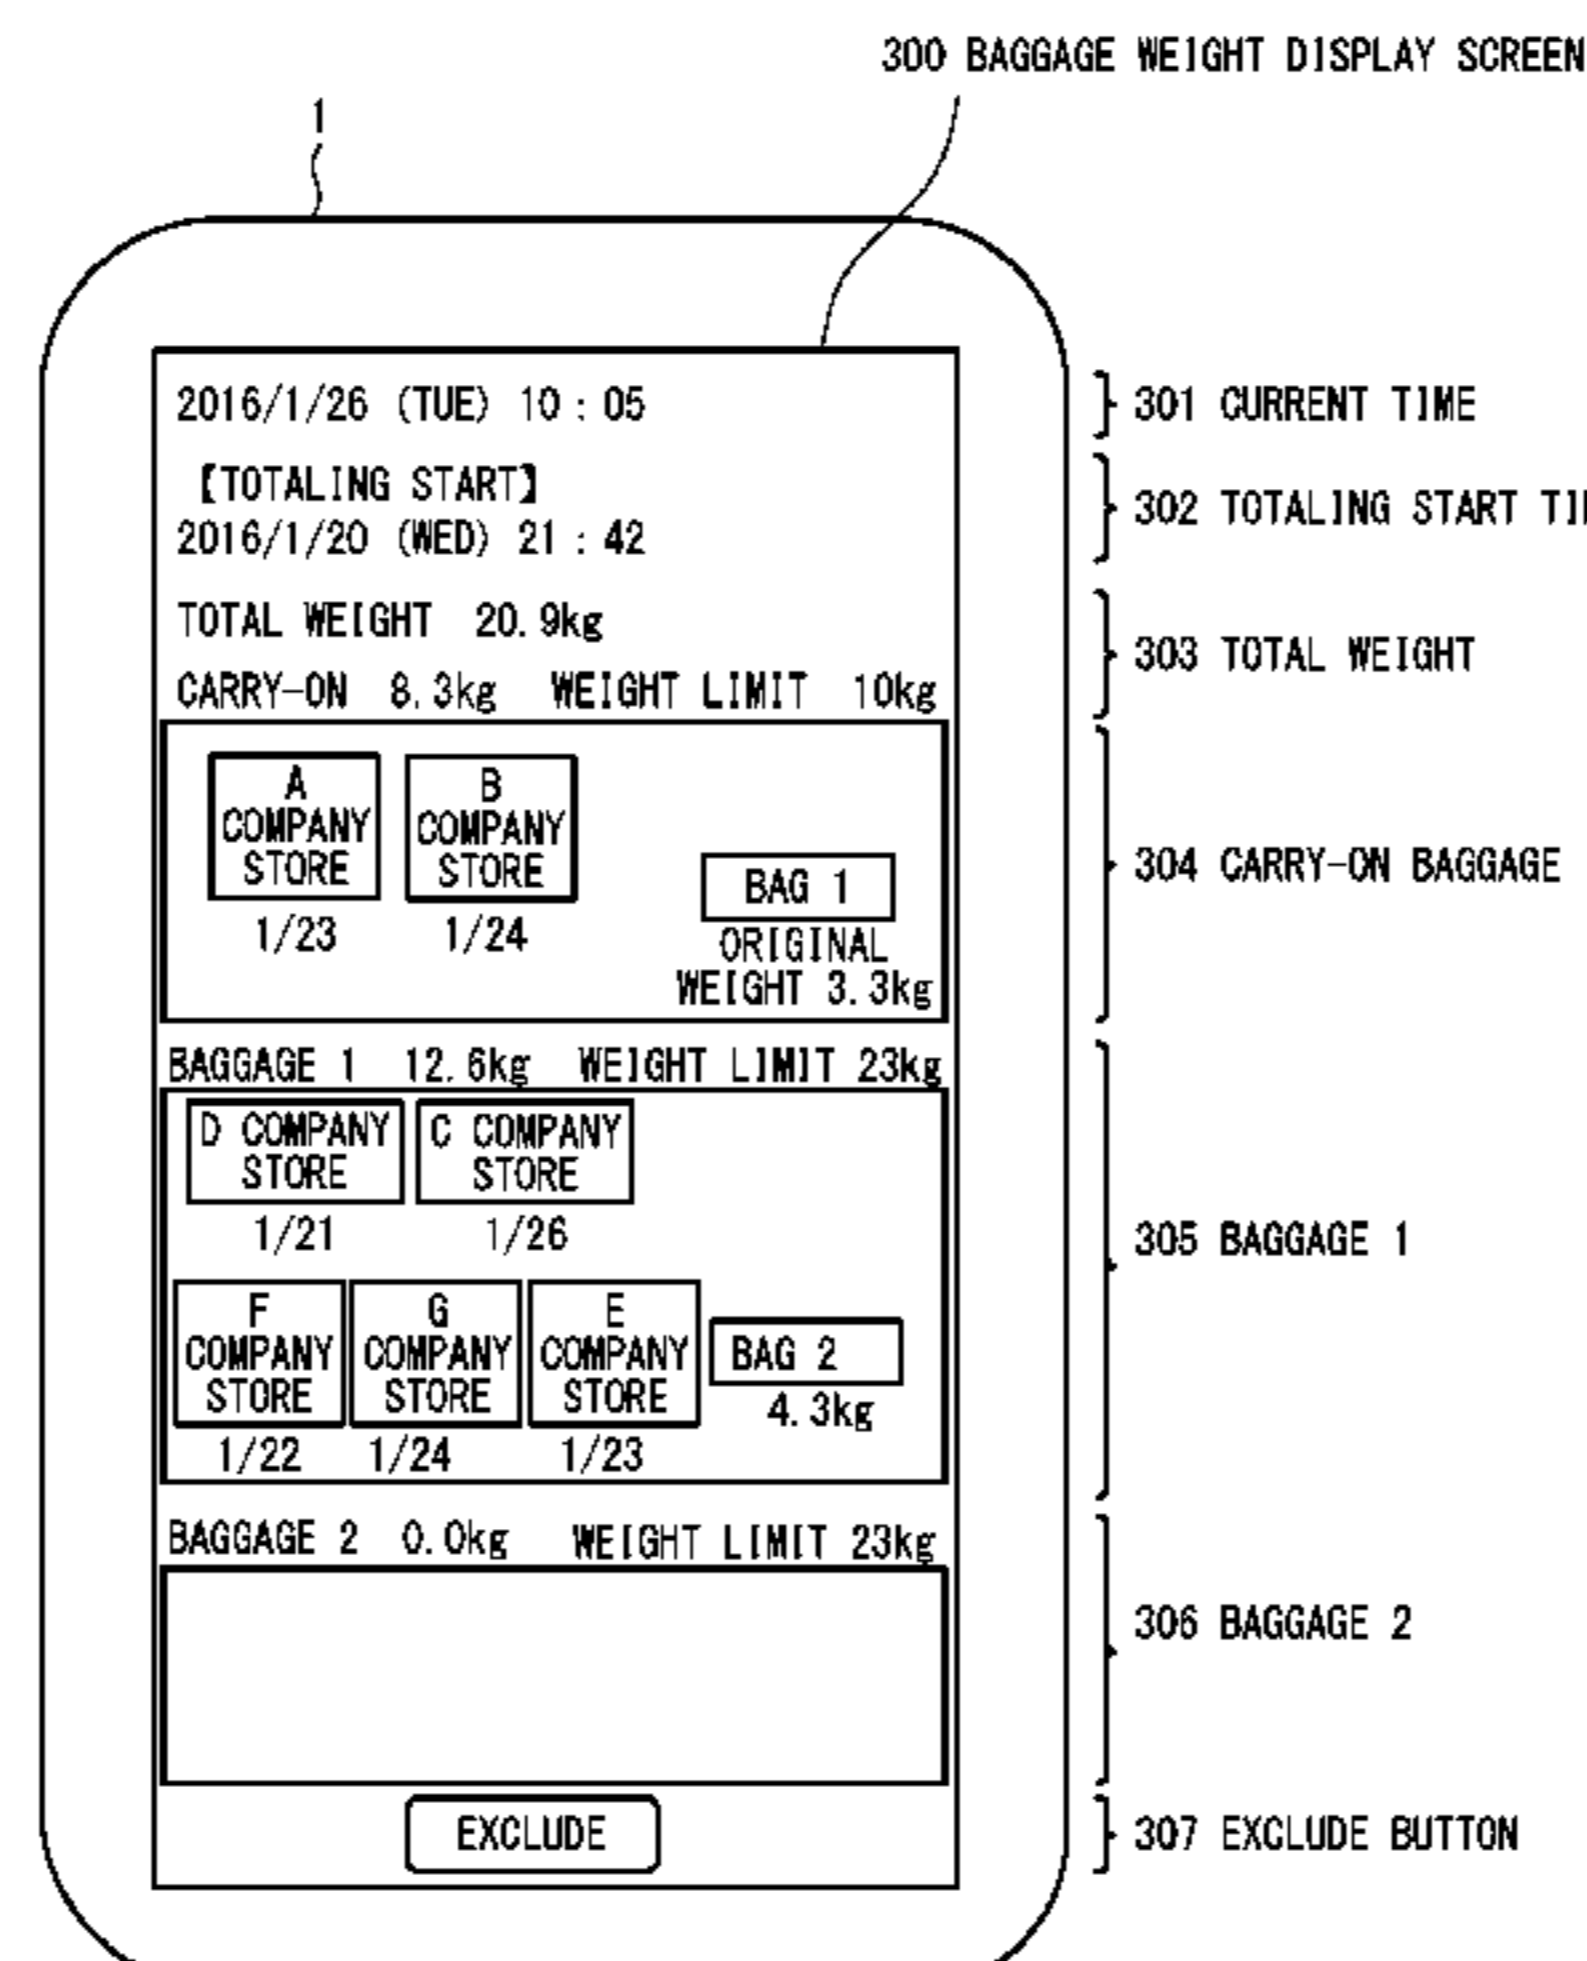 300 BAGGAGE WEIGHT DISPLAY SCREEN
1
2016/1/26 (TUE) 10 : 05
301 CURRENT TIME
【TOTALING START】
2016/1/20 (WED) 21 : 42
302 TOTALING START
TOTAL WEIGHT 20.9kg
303 TOTAL WEIGHT
CARRY-ON 8.3kg WEIGHT LIMIT 10kg
A
COMPANY
STORE
1/23
B
COMPANY
STORE
1/24
BAG 1
ORIGINAL
WEIGHT 3.3kg
304 CARRY-ON BAGGAGE
BAGGAGE 1 12.6kg WEIGHT LIMIT 23kg
D COMPANY
STORE
1/21
C COMPANY
STORE
1/26
305 BAGGAGE 1
F
COMPANY
STORE
1/22
G
COMPANY
STORE
1/24
E
COMPANY
STORE
1/23
BAG 2
4.3kg
BAGGAGE 2 0.0kg WEIGHT LIMIT 23kg
306 BAGGAGE 2
EXCLUDE
307 EXCLUDE BUTTON